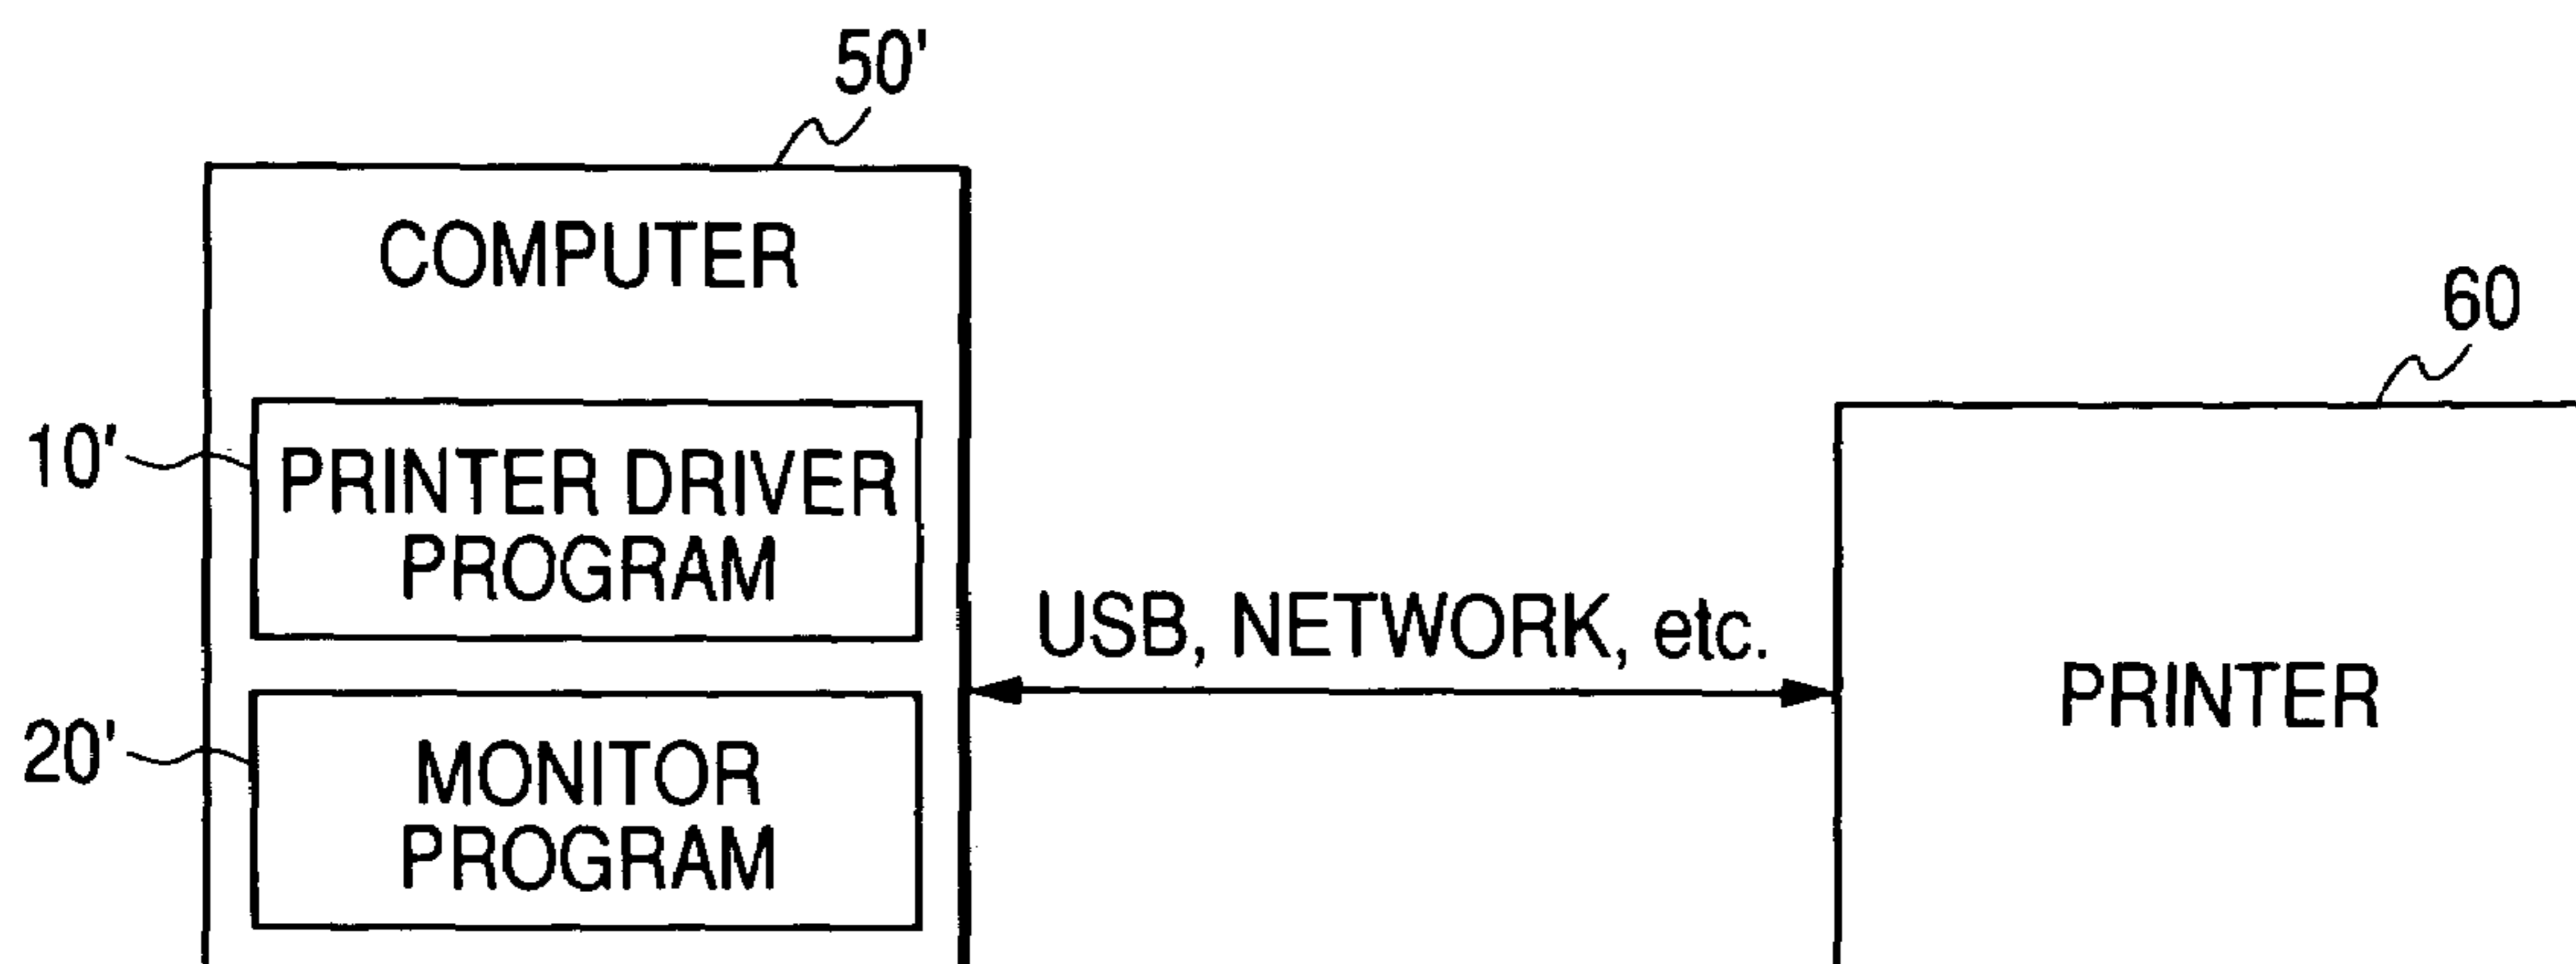 50'
COMPUTER
60
10'
PRINTER DRIVER
PROGRAM
USB, NETWORK, etc.
PRINTER
20'
MONITOR
PROGRAM